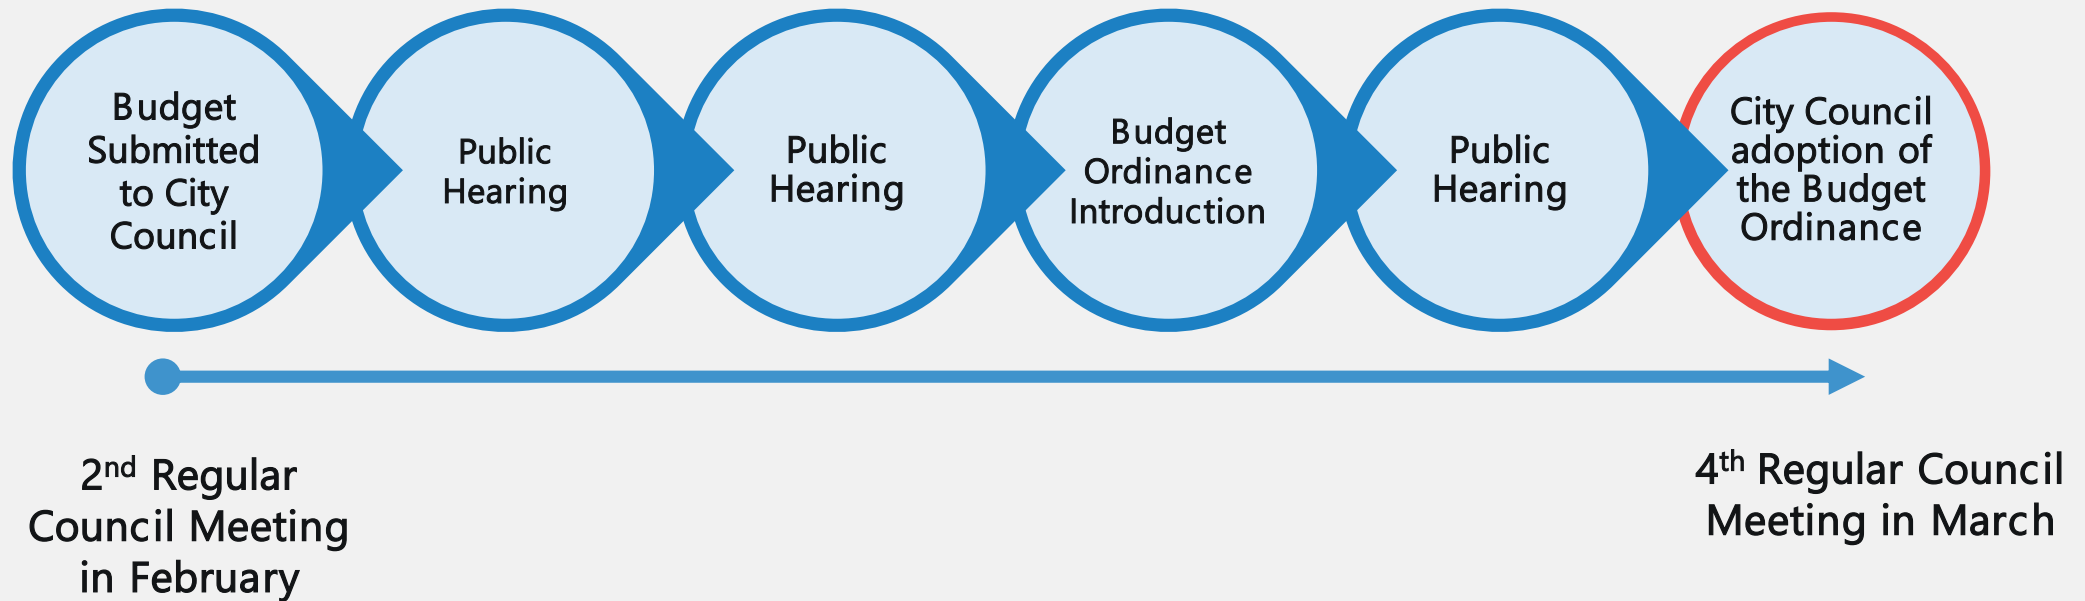 Budget
Submitted
to City
Council
Public
Hearing
Public
Hearing
Budget
Ordinance
Introduction
Public
Hearing
City Council
adoption of
the Budget
Ordinance
2nd Regular
Council Meeting
in February
4th Regular Council
Meeting in March